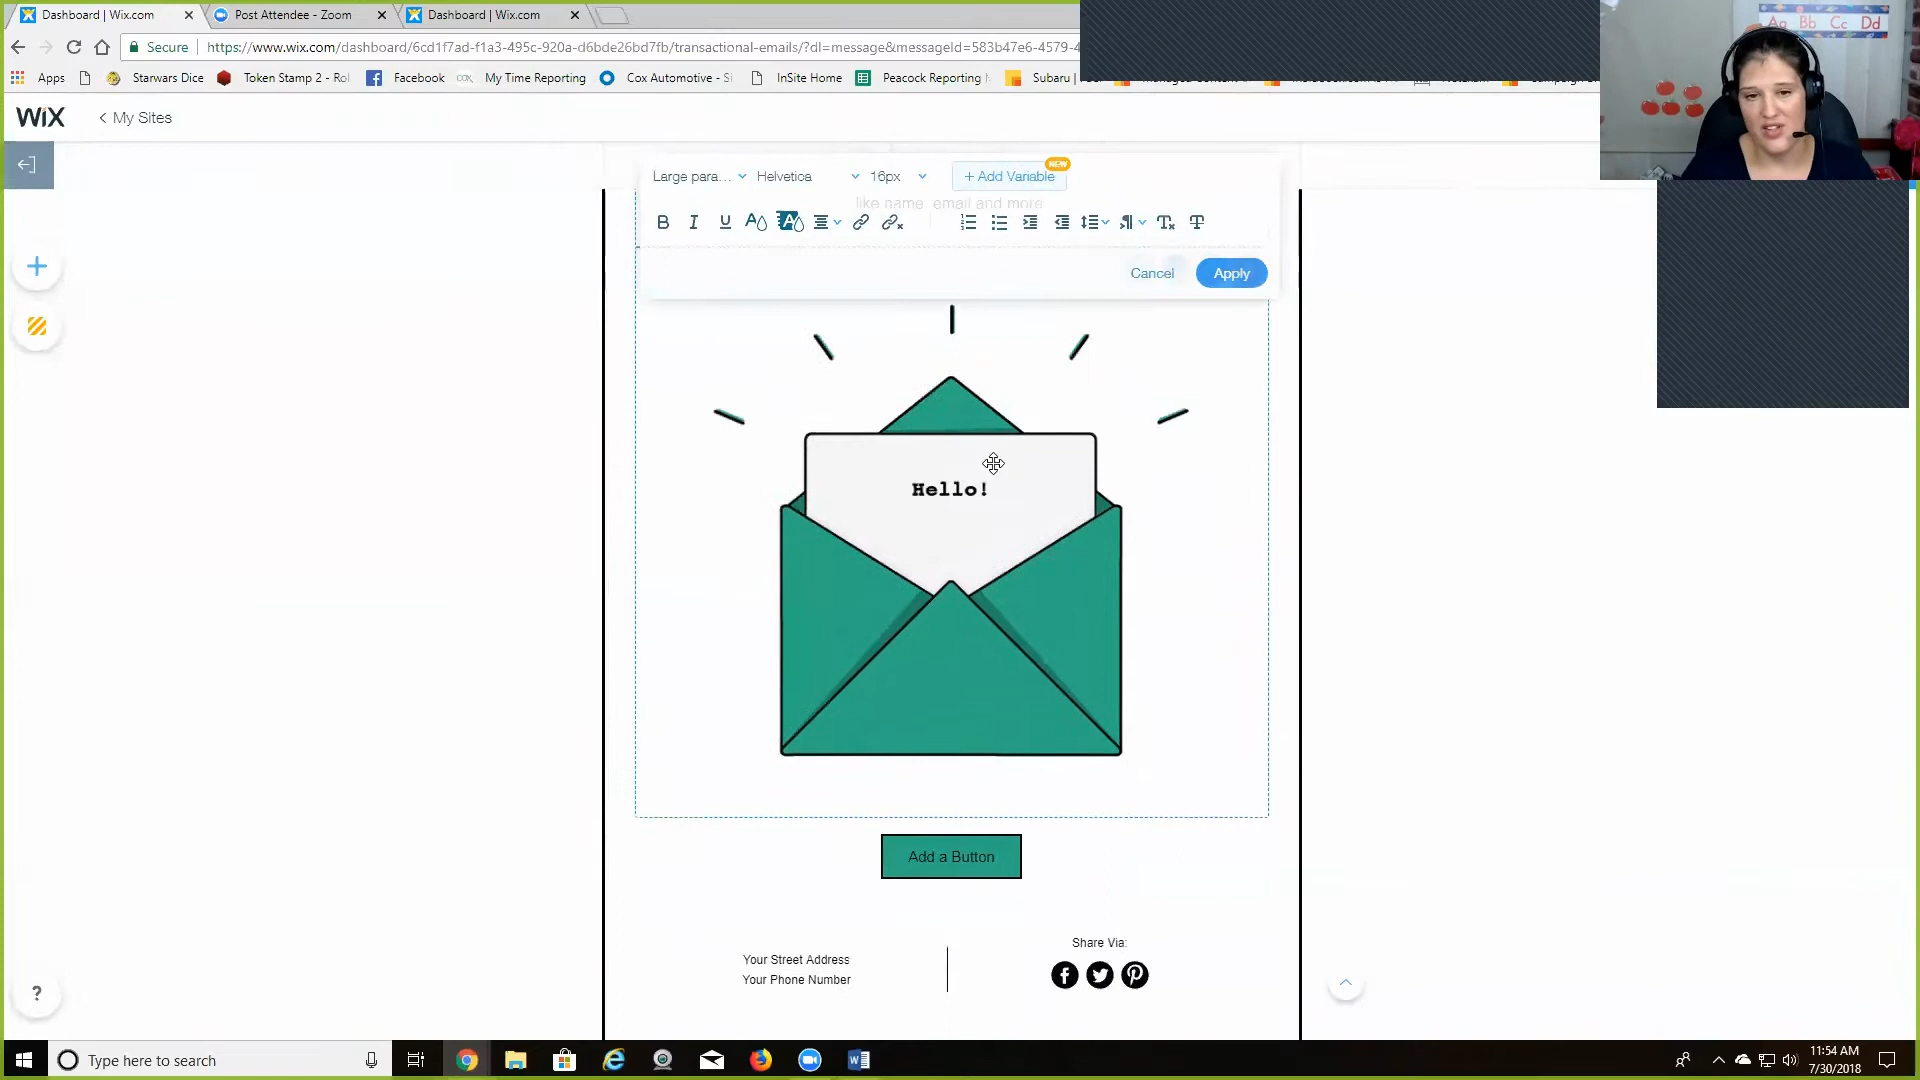 Dashboard | Wix.com
Post Attendee - Zoom
Dashboard | Wix.com
Secure
https://www.wix.com/dashboard/6cd1f7ad-f1a3-495c-920a-d6bde26bd7fb/transactional-emails/?dl=message&messageId=583b47e6-4579-4
Apps
Starwars Dice
Token Stamp 2 - Rol
Facebook
My Time Reporting
Cox Automotive - Si
InSite Home
Peacock Reporting
Subaru |
Aa Bb Cc Dd
WiX
< My Sites
Large para...
Helvetica
16px
+ Add Variable
NEW
like name, email and more
B I U
Cancel
Apply
Hello!
Add a Button
Your Street Address
Your Phone Number
Share Via:
?
Type here to search
11:54 AM
7/30/2018